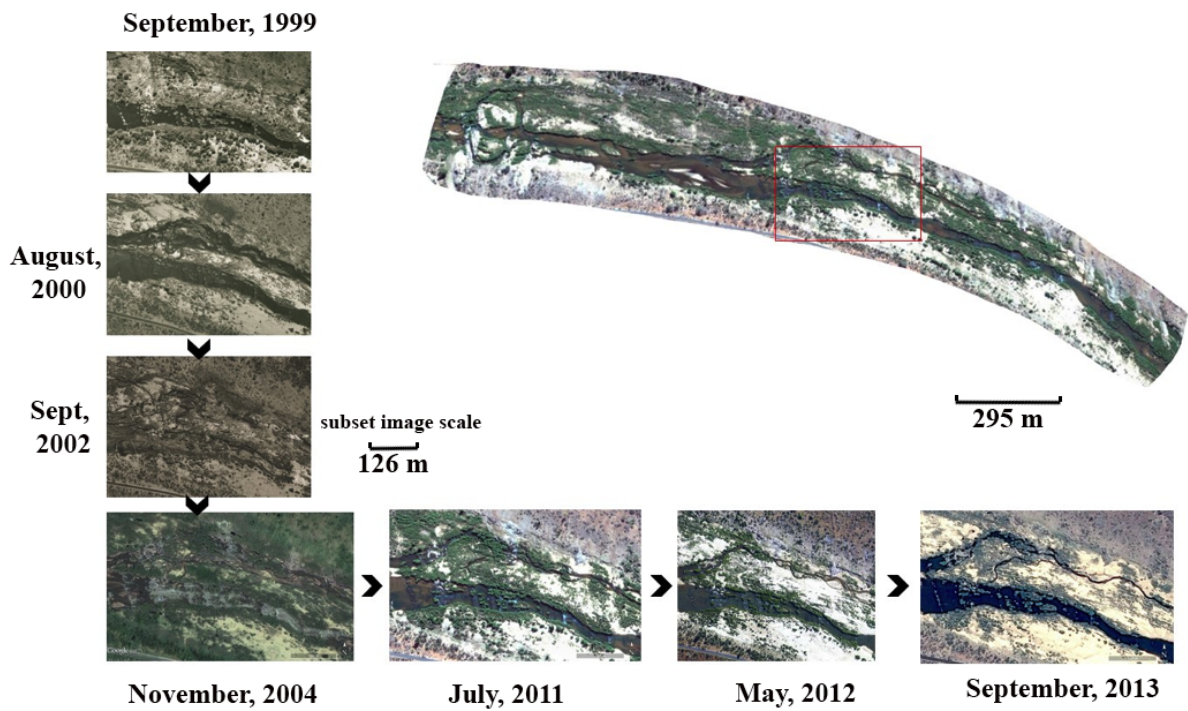 September, 1999
August,
2000
Sept,
2002
subset image scale
126 m
295 m
Google
November, 2004
July, 2011
May, 2012
September, 2013